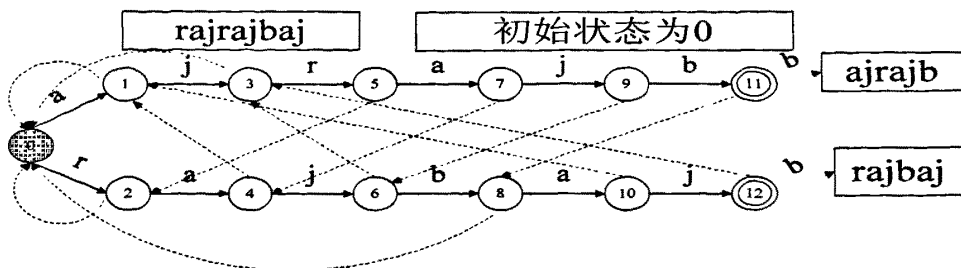 rajrajbaj
初始状态为0
j r a j b b
a 1 3 5 7 9 11 ajrajb
0
r a j b a j b
2 4 6 8 10 12 rajbaj